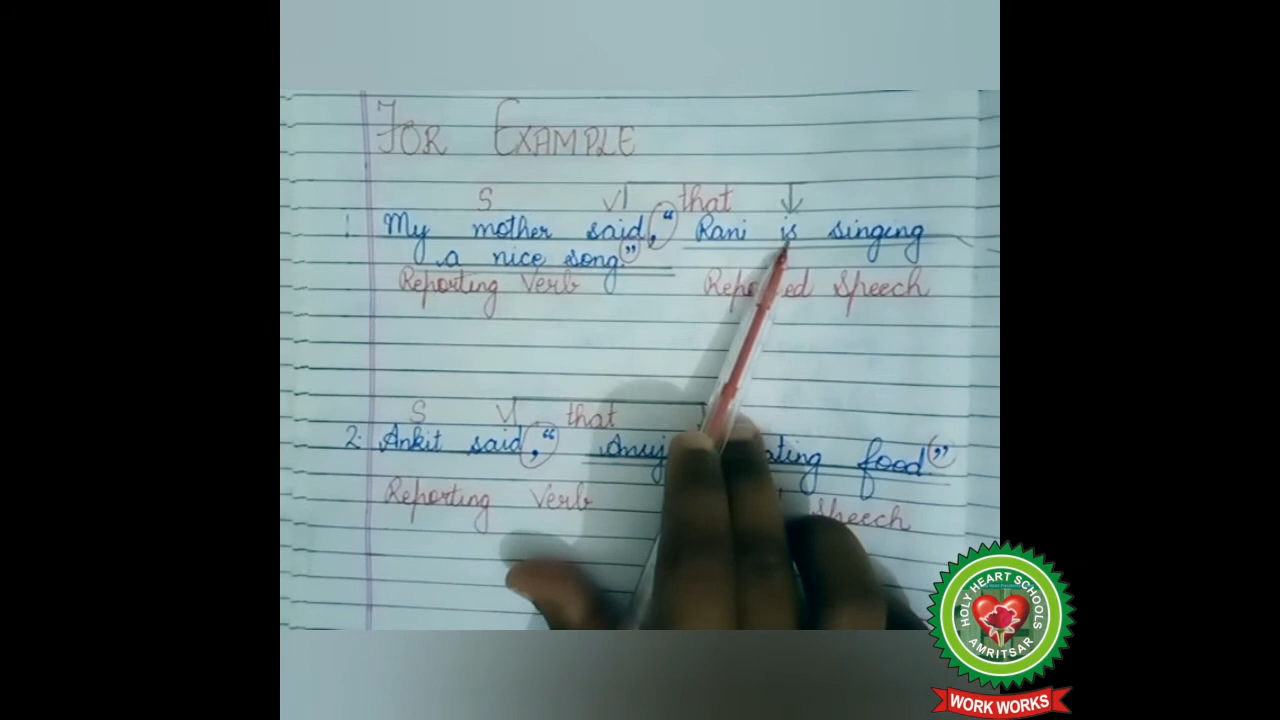 FOR EXAMPLE
S V that
1. My mother said, “Rani is singing
a nice song.”
Reporting Verb Speech
S V that
2. Ankit said, “ food.”
Reporting Verb Speech
HOLY HEART SCHOOLS
AMRITSAR
WORK WORKS